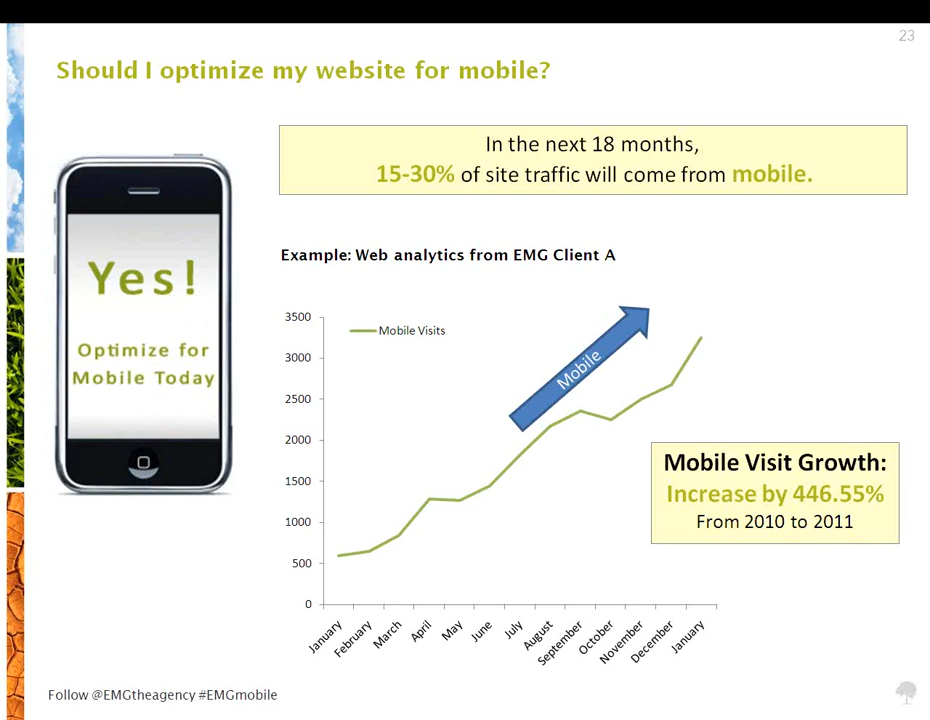 23
Should I optimize my website for mobile?
In the next 18 months,
15-30% of site traffic will come from mobile.
Yes!
Optimize for
Mobile Today
Example: Web analytics from EMG Client A
3500
3000
2500
2000
1500
1000
500
0
Mobile Visits
Mobile
January
February
March
April
May
June
July
August
September
October
November
December
January
Mobile Visit Growth:
Increase by 446.55%
From 2010 to 2011
Follow @EMGtheagency #EMGmobile